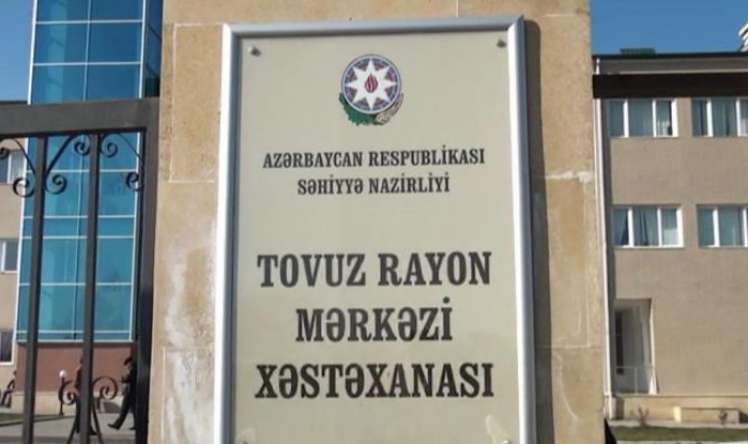 AZƏRBAYCAN RESPUBLİKASI
SƏHİYYƏ NAZİRLİYİ
TOVUZ RAYON
MƏRKƏZİ
XƏSTƏXANASI